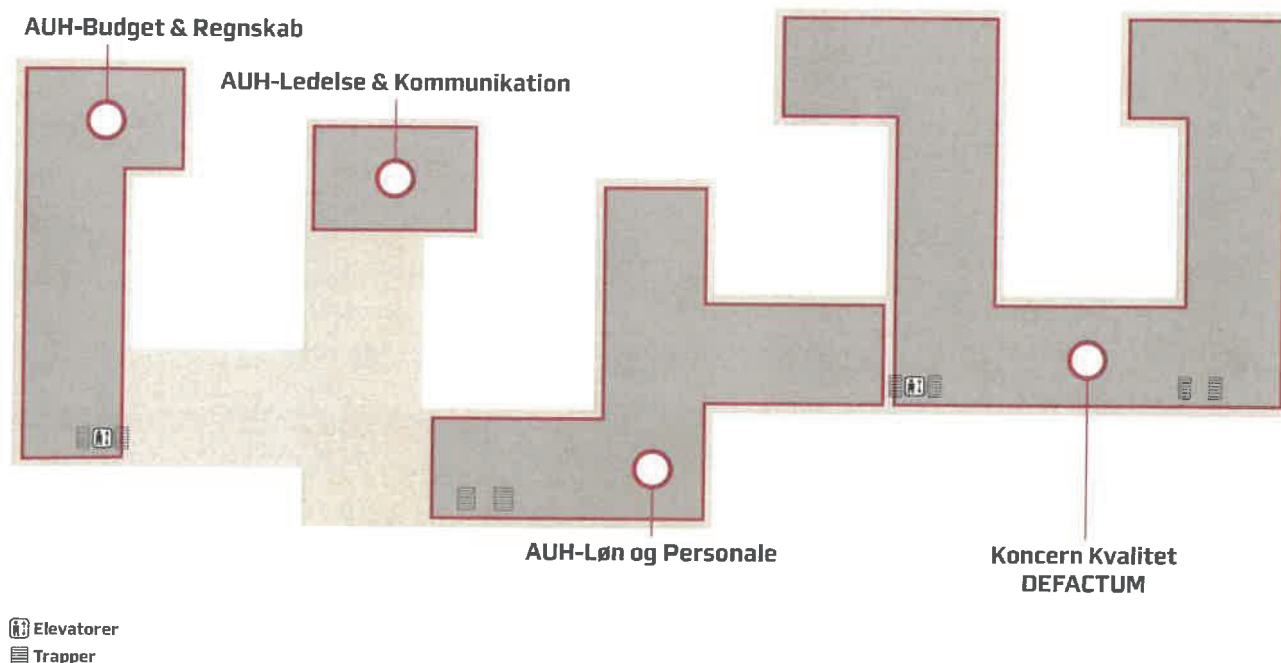 AUH-Budget & Regnskab
AUH-Ledelse & Kommunikation
AUH-Løn og Personale
Koncern Kvalitet
DEFACTUM
Elevatorer
Trapper